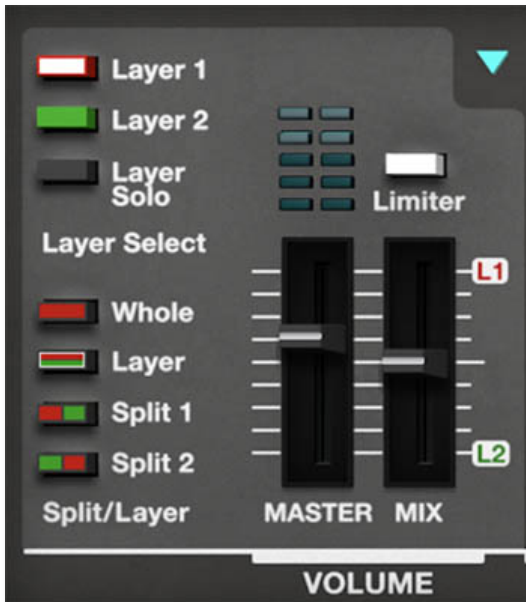 Layer 1
Layer 2
Layer
Solo
Layer Select
Limiter
Whole
Layer
Split 1
Split 2
Split/Layer
L1
L2
MASTER
MIX
VOLUME